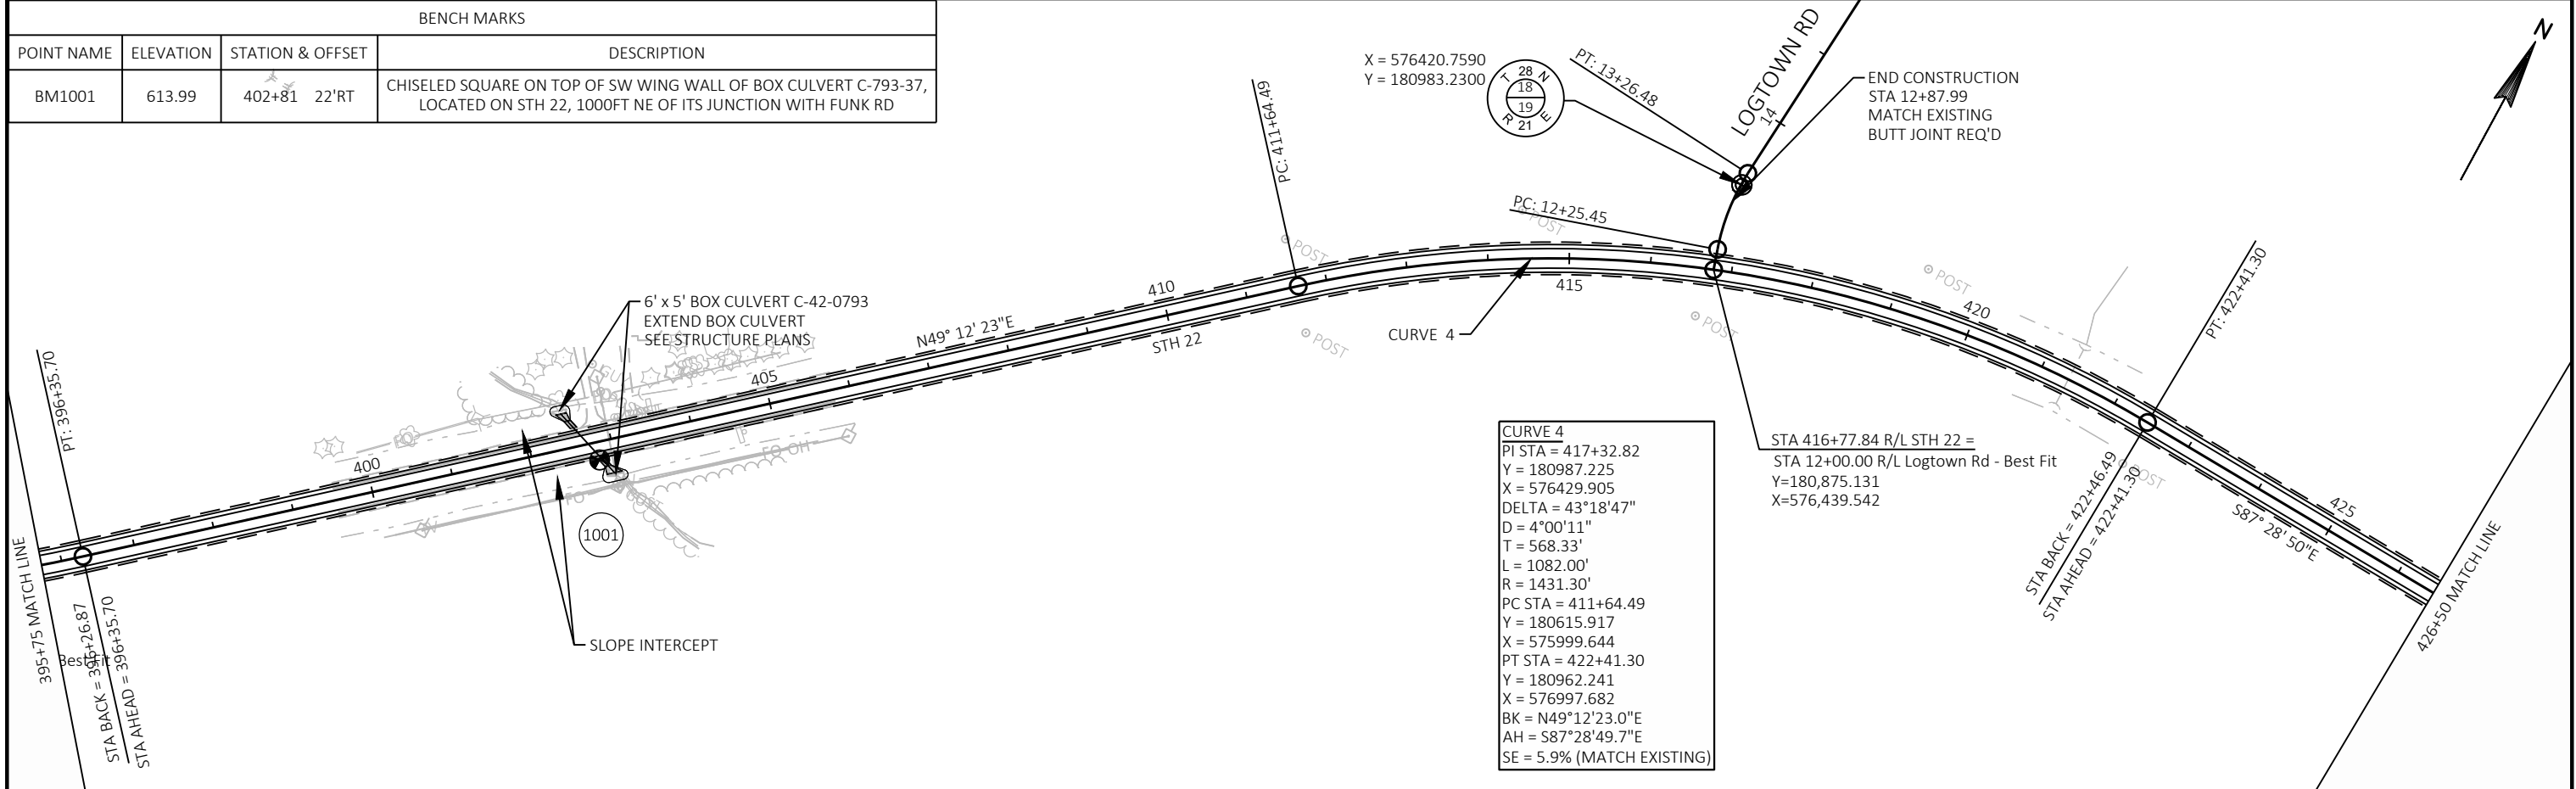 BENCH MARKS
POINT NAME ELEVATION STATION & OFFSET DESCRIPTION
BM1001 613.99 402+81 22'RT CHISELED SQUARE ON TOP OF SW WING WALL OF BOX CULVERT C-793-37,
LOCATED ON STH 22, 1000FT NE OF ITS JUNCTION WITH FUNK RD
X = 576420.7590
Y = 180983.2300
T 28 N
18
19
R 21 E
PT: 13+26.48
LOGTOWN RD
14
END CONSTRUCTION
STA 12+87.99
MATCH EXISTING
BUTT JOINT REQ'D
N
PC: 411+64.49
PC: 12+25.45
POST
POST
POST
POST
POST
POST
6' x 5' BOX CULVERT C-42-0793
EXTEND BOX CULVERT
SEE STRUCTURE PLANS
N49° 12' 23"E
STH 22
400
405
410
415
420
425
CURVE 4
PT: 422+41.30
PT: 396+35.70
FO OH
FO
POST
1001
SLOPE INTERCEPT
395+75 MATCH LINE
Best Fit
STA BACK = 396+26.87
STA AHEAD = 396+35.70
CURVE 4
PI STA = 417+32.82
Y = 180987.225
X = 576429.905
DELTA = 43°18'47"
D = 4°00'11"
T = 568.33'
L = 1082.00'
R = 1431.30'
PC STA = 411+64.49
Y = 180615.917
X = 575999.644
PT STA = 422+41.30
Y = 180962.241
X = 576997.682
BK = N49°12'23.0"E
AH = S87°28'49.7"E
SE = 5.9% (MATCH EXISTING)
STA 416+77.84 R/L STH 22 =
STA 12+00.00 R/L Logtown Rd - Best Fit
Y=180,875.131
X=576,439.542
STA BACK = 422+46.49
STA AHEAD = 422+41.30
S87° 28' 50"E
426+50 MATCH LINE